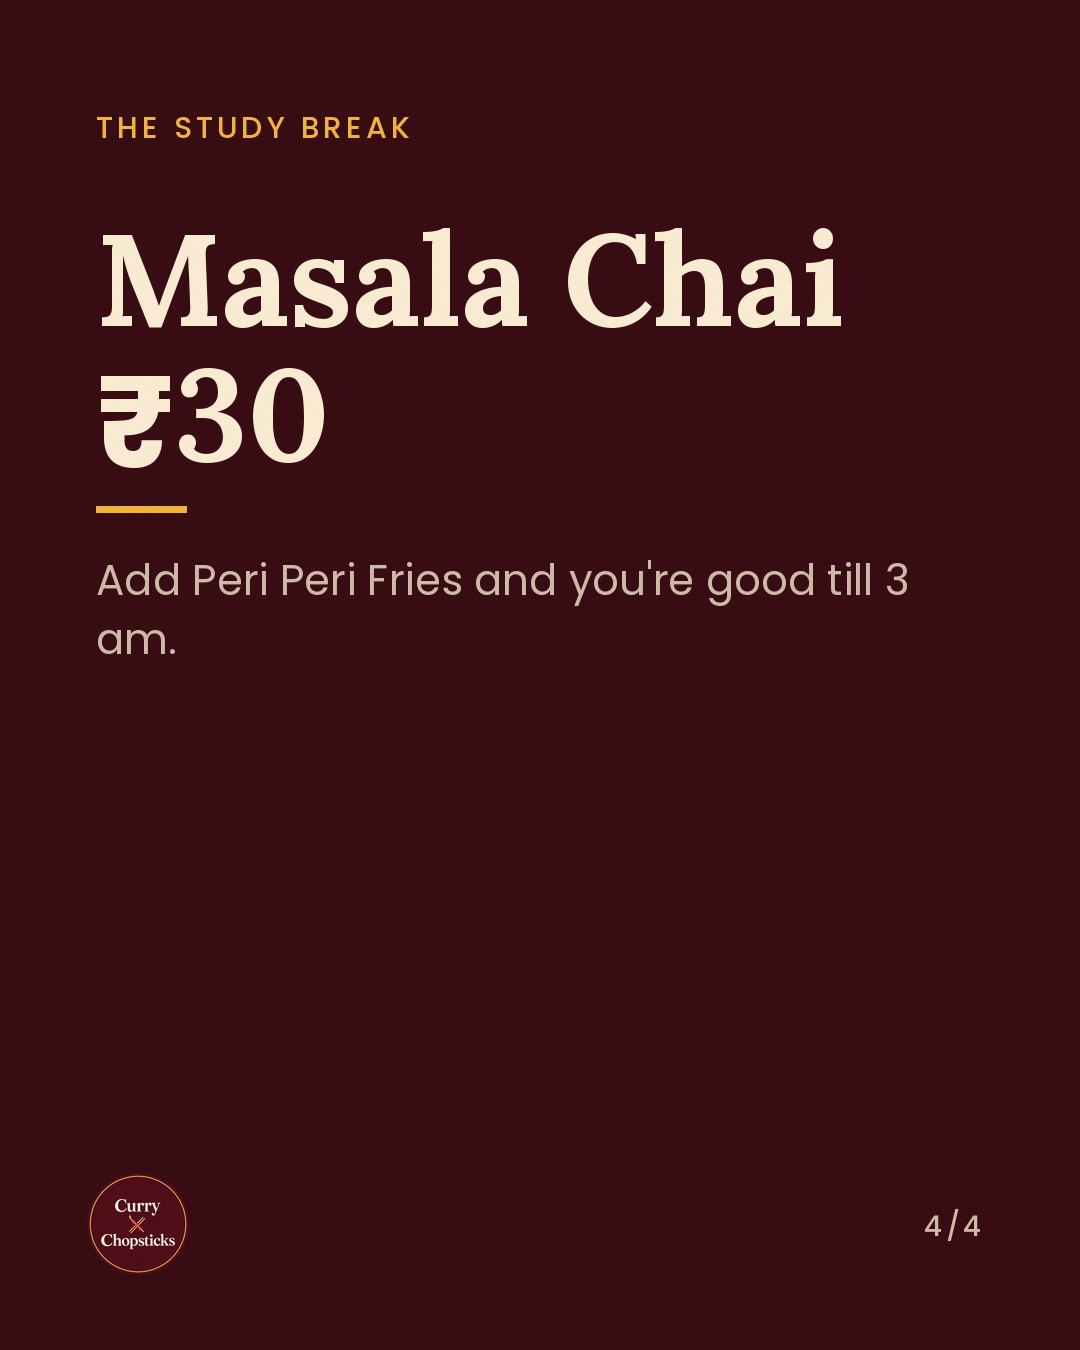 THE STUDY BREAK
Masala Chai
₹30
Add Peri Peri Fries and you're good till 3
am.
Curry
Chopsticks
4/4